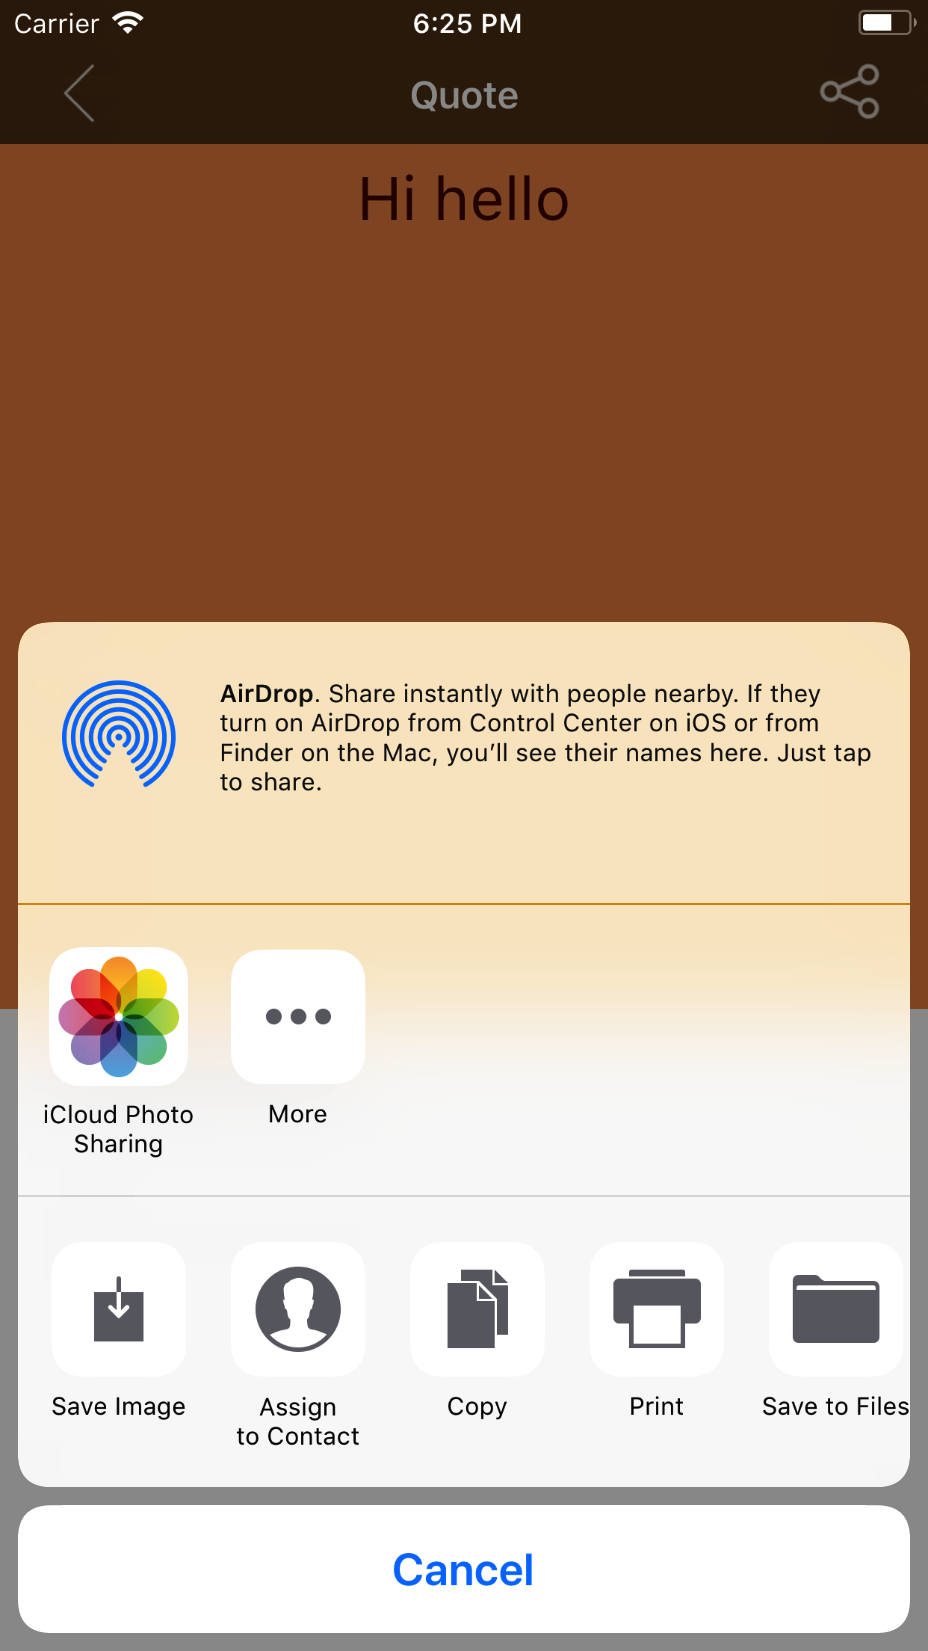 Carrier 6:25 PM
Quote
Hi hello
AirDrop. Share instantly with people nearby. If they
turn on AirDrop from Control Center on iOS or from
Finder on the Mac, you’ll see their names here. Just tap
to share.
iCloud Photo
Sharing
More
Save Image
Assign
to Contact
Copy
Print
Save to Files
Cancel